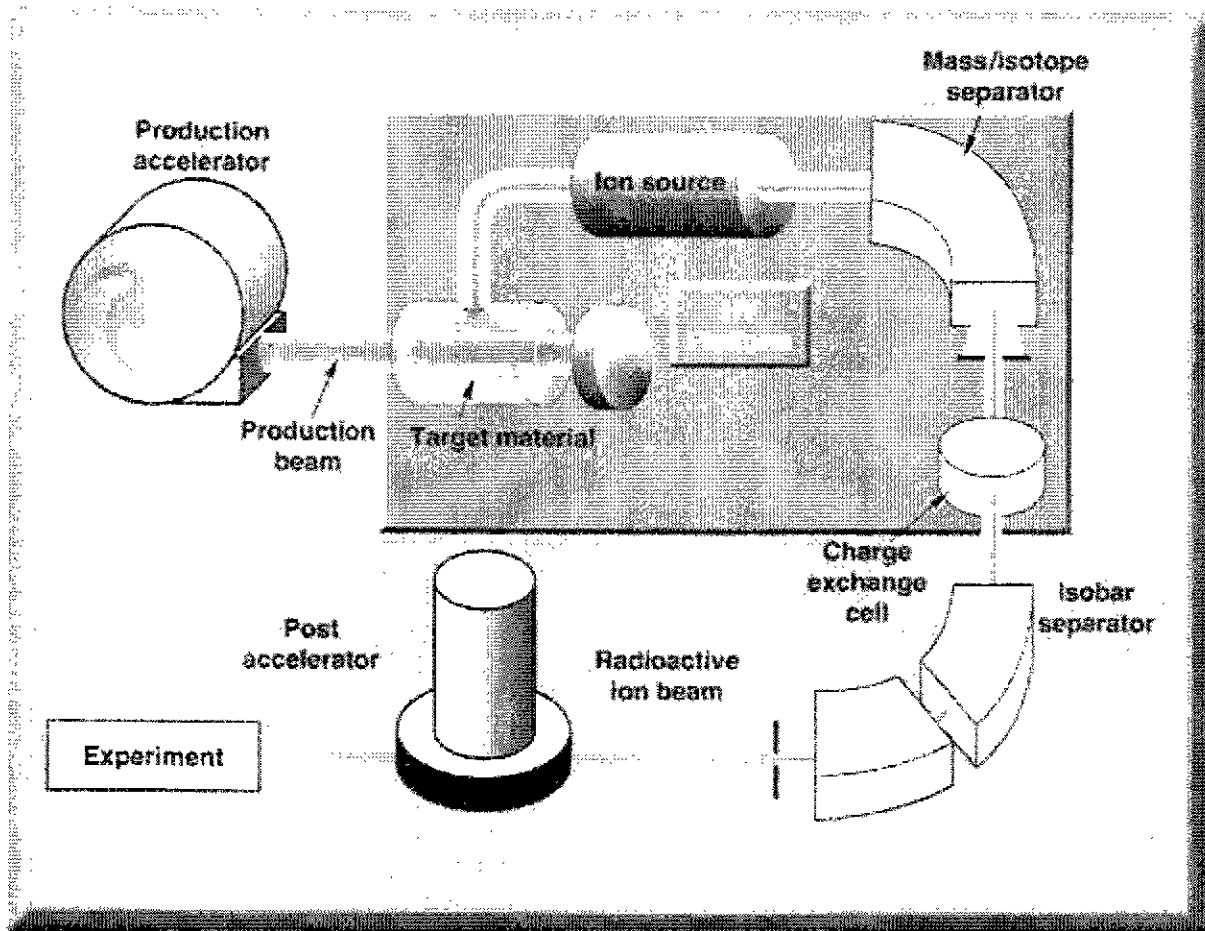 Mass/isotope
separator
Production
accelerator
Ion source
Production
beam
Target material
Charge
exchange
cell
Isobar
separator
Post
accelerator
Radioactive
ion beam
Experiment